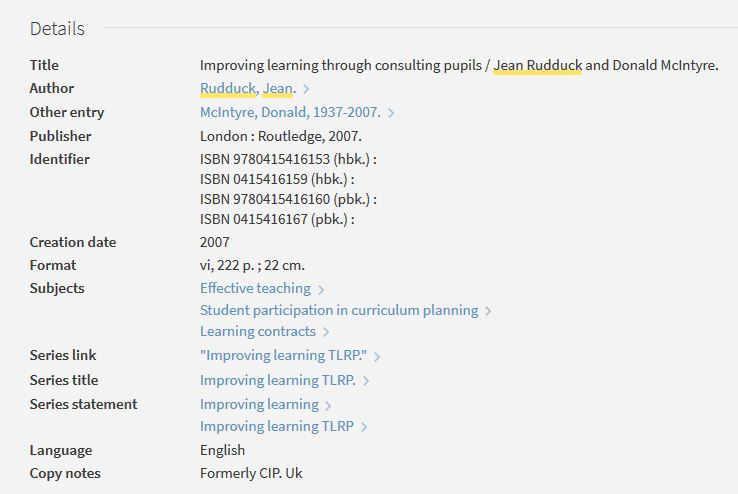 Details
Title Improving learning through consulting pupils / Jean Rudduck and Donald McIntyre.
Author Rudduck, Jean. >
Other entry McIntyre, Donald, 1937-2007. >
Publisher London : Routledge, 2007.
Identifier ISBN 9780415416153 (hbk.) :
ISBN 0415416159 (hbk.) :
ISBN 9780415416160 (pbk.) :
ISBN 0415416167 (pbk.) :
Creation date 2007
Format vi, 222 p. ; 22 cm.
Subjects Effective teaching >
Student participation in curriculum planning >
Learning contracts >
Series link "Improving learning TLRP." >
Series title Improving learning TLRP. >
Series statement Improving learning >
Improving learning TLRP >
Language English
Copy notes Formerly CIP. Uk